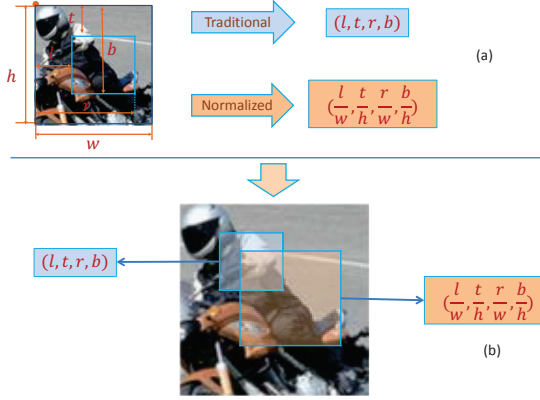 t
b
l
r
h
w
Traditional
(l, t, r, b)
(a)
Normalized
(l/w, t/h, r/w, b/h)
(l, t, r, b)
(l/w, t/h, r/w, b/h)
(b)